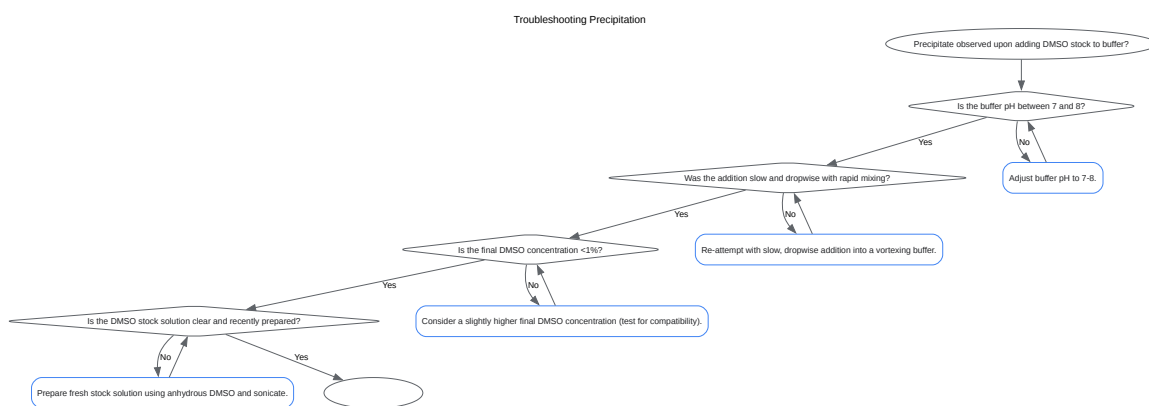 Troubleshooting Precipitation
Precipitate observed upon adding DMSO stock to buffer?
Is the buffer pH between 7 and 8?
Yes
No
Was the addition slow and dropwise with rapid mixing?
Adjust buffer pH to 7-8.
Yes
No
Is the final DMSO concentration <1%?
Re-attempt with slow, dropwise addition into a vortexing buffer.
Yes
No
Is the DMSO stock solution clear and recently prepared?
Consider a slightly higher final DMSO concentration (test for compatibility).
No
Yes
Prepare fresh stock solution using anhydrous DMSO and sonicate.